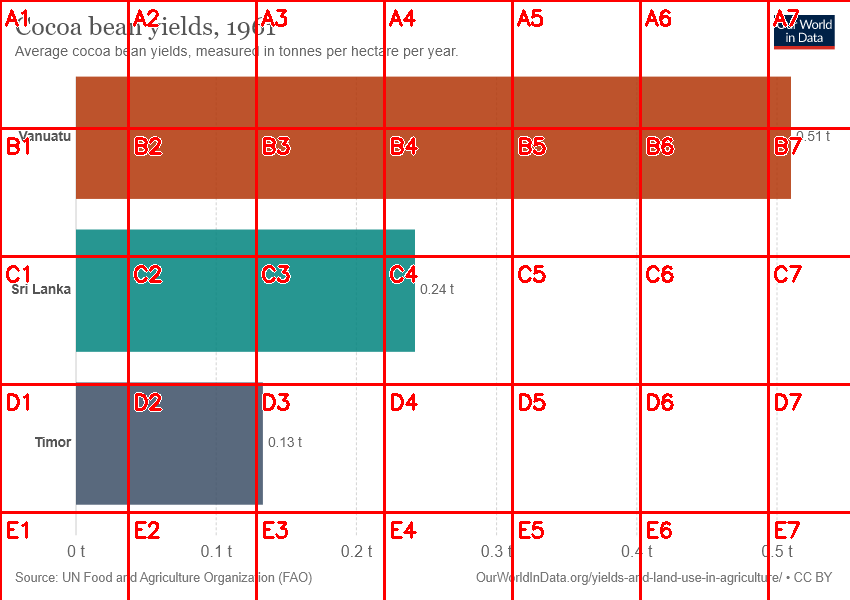 Cocoa bean yields, 1961
Average cocoa bean yields, measured in tonnes per hectare per year.
Our World
in Data
Vanuatu
0.51 t
Sri Lanka
0.24 t
Timor
0.13 t
0 t
0.1 t
0.2 t
0.3 t
0.4 t
0.5 t
Source: UN Food and Agriculture Organization (FAO)
OurWorldInData.org/yields-and-land-use-in-agriculture/ • CC BY
A1 A2 A3 A4 A5 A6 A7
B1 B2 B3 B4 B5 B6 B7
C1 C2 C3 C4 C5 C6 C7
D1 D2 D3 D4 D5 D6 D7
E1 E2 E3 E4 E5 E6 E7